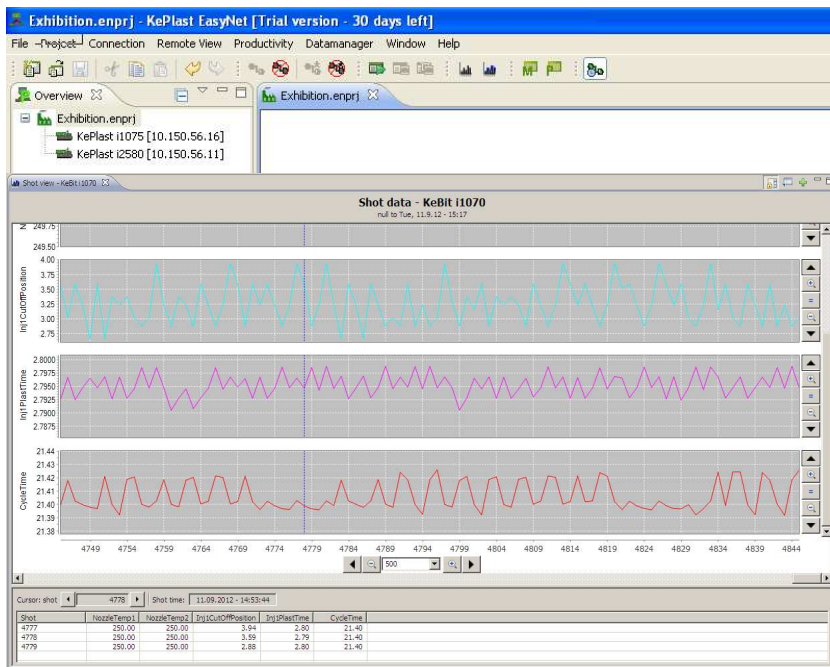 Exhibition.enprj - KePlast EasyNet [Trial version - 30 days left]
File Projcet Connection Remote View Productivity Datamanager Window Help
Overview
Exhibition.enprj
Exhibition.enprj
KePlast i1075 [10.150.56.16]
KePlast i2580 [10.150.56.11]
Shot view - KeBit i1070
Shot data - KeBit i1070
null to Tue, 11.9.12 - 15:17
N
249.75
249.50
Inj1CutOffPosition
4.00
3.75
3.50
3.25
3.00
2.75
Inj1PlastTime
2.8000
2.7975
2.7950
2.7925
2.7900
2.7875
CycleTime
21.44
21.43
21.42
21.41
21.40
21.39
21.38
4749 4754 4759 4764 4769 4774 4779 4784 4789 4794 4799 4804 4809 4814 4819 4824 4829 4834 4839 4844
500
Cursor: shot 4778 Shot time: 11.09.2012 - 14:53:44
Shot NozzleTemp1 NozzleTemp2 Inj1CutOffPosition Inj1PlastTime CycleTime
4777 250.00 250.00 3.94 2.80 21.40
4778 250.00 250.00 3.59 2.79 21.40
4779 250.00 250.00 2.88 2.80 21.40